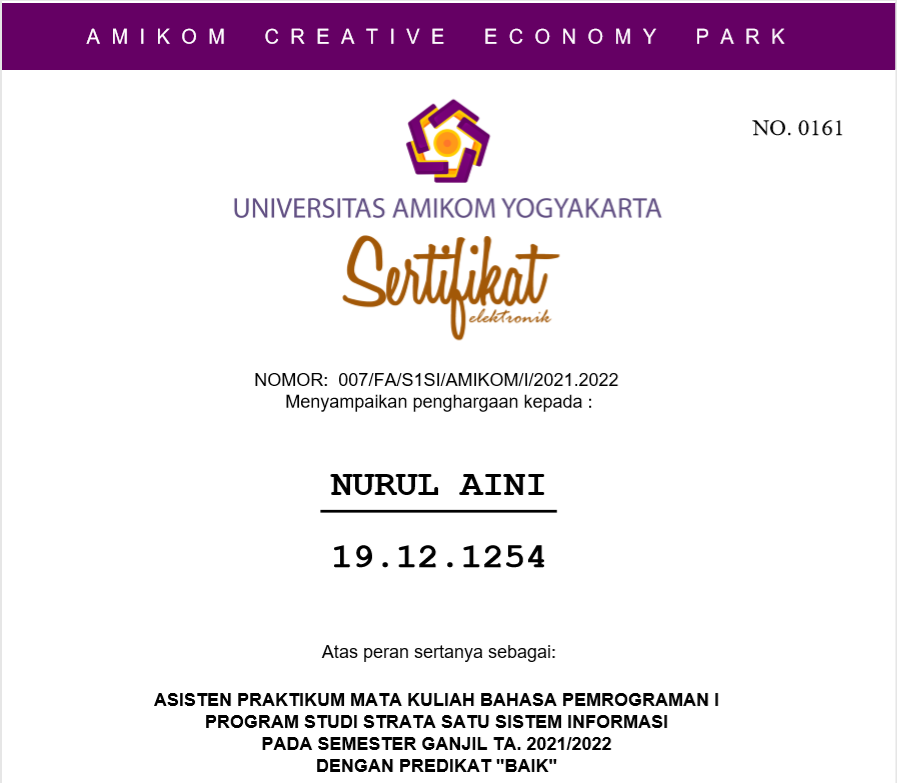 AMIKOM CREATIVE ECONOMY PARK
NO. 0161
UNIVERSITAS AMIKOM YOGYAKARTA
Sertifikat
elektronik
NOMOR: 007/FA/S1SI/AMIKOM/I/2021.2022
Menyampaikan penghargaan kepada :
NURUL AINI
19.12.1254
Atas peran sertanya sebagai:
ASISTEN PRAKTIKUM MATA KULIAH BAHASA PEMROGRAMAN I
PROGRAM STUDI STRATA SATU SISTEM INFORMASI
PADA SEMESTER GANJIL TA. 2021/2022
DENGAN PREDIKAT "BAIK"